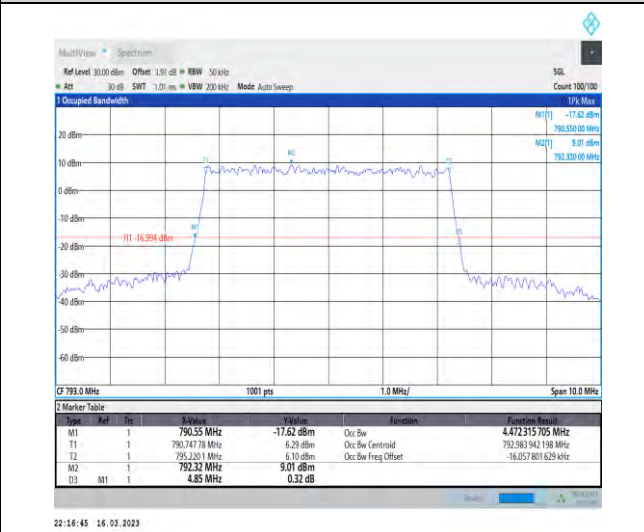 MultiView Spectrum
Ref Level 30.00 dBm Offset 3.91 dB RBW 50 kHz SGL
Att 30 dB SWT 1.01 ms VBW 200 kHz Mode Auto Sweep Count 100/100
1 Occupied Bandwidth 1Pk Max
M1[1] -17.62 dBm
790.550 00 MHz
M2[1] 9.01 dBm
792.320 00 MHz
20 dBm
10 dBm
0 dBm
-10 dBm
-20 dBm
-30 dBm
-40 dBm
-50 dBm
-60 dBm
T1
M2
T2
M1
D3
H1 -16.994 dBm
CF 793.0 MHz 1001 pts 1.0 MHz/ Span 10.0 MHz
2 Marker Table
Type Ref Trc X-Value Y-Value Function Function Result
M1 1 790.55 MHz -17.62 dBm Occ Bw 4.472 315 705 MHz
T1 1 790.747 78 MHz 6.29 dBm Occ Bw Centroid 792.983 942 198 MHz
T2 1 795.220 1 MHz 6.10 dBm Occ Bw Freq Offset -16.057 801 629 kHz
M2 1 792.32 MHz 9.01 dBm
D3 M1 1 4.85 MHz 0.32 dB
22:16:45 16.03.2023